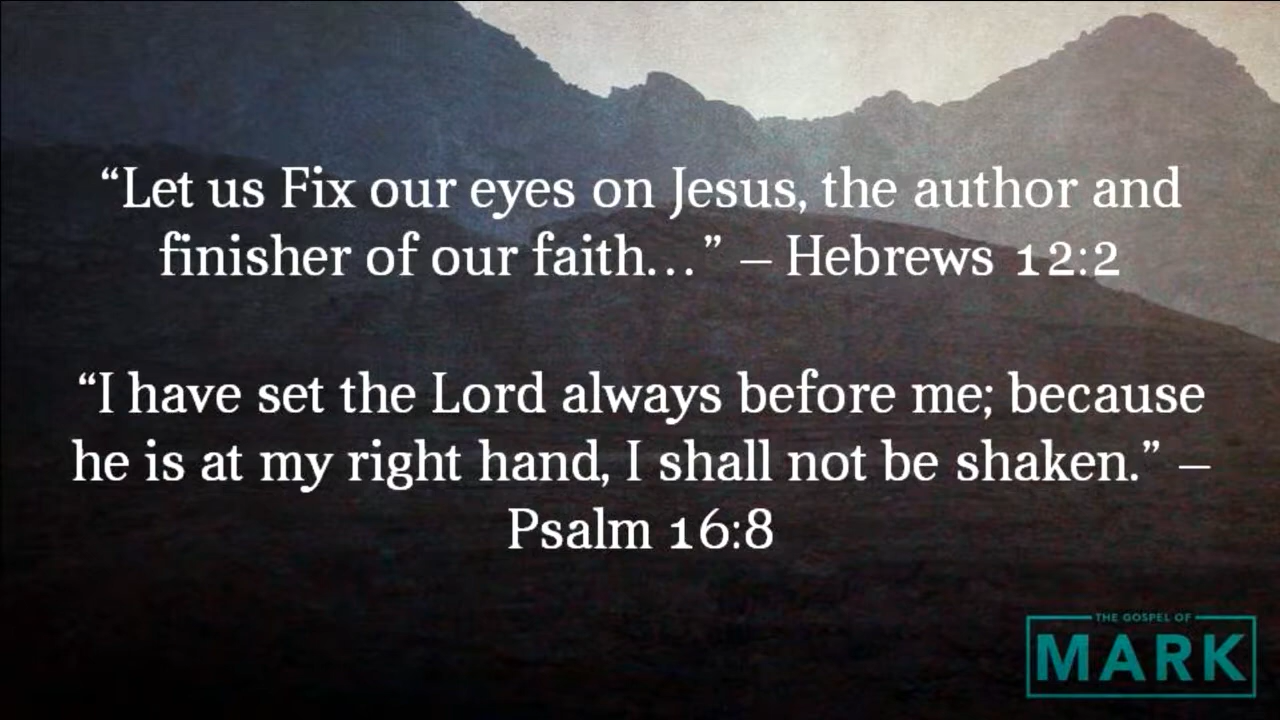 “Let us Fix our eyes on Jesus, the author and
finisher of our faith…” – Hebrews 12:2
“I have set the Lord always before me; because
he is at my right hand, I shall not be shaken.” –
Psalm 16:8
THE GOSPEL OF
MARK